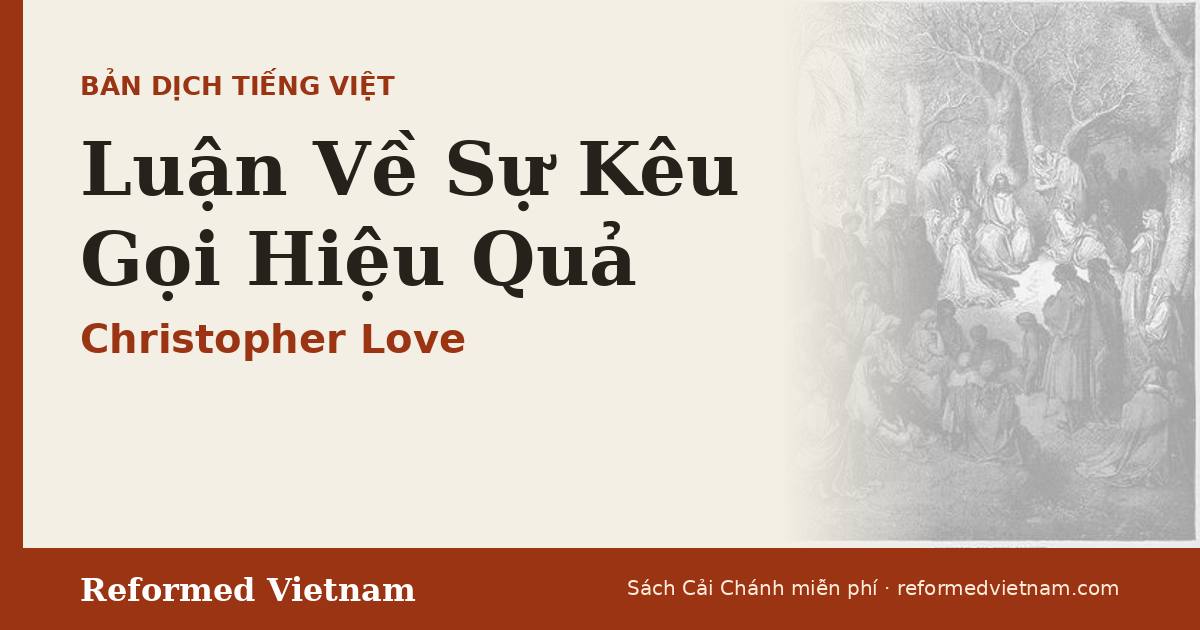 BẢN DỊCH TIẾNG VIỆT
Luận Về Sự Kêu
Gọi Hiệu Quả
Christopher Love
Reformed Vietnam
Sách Cải Chánh miễn phí · reformedvietnam.com